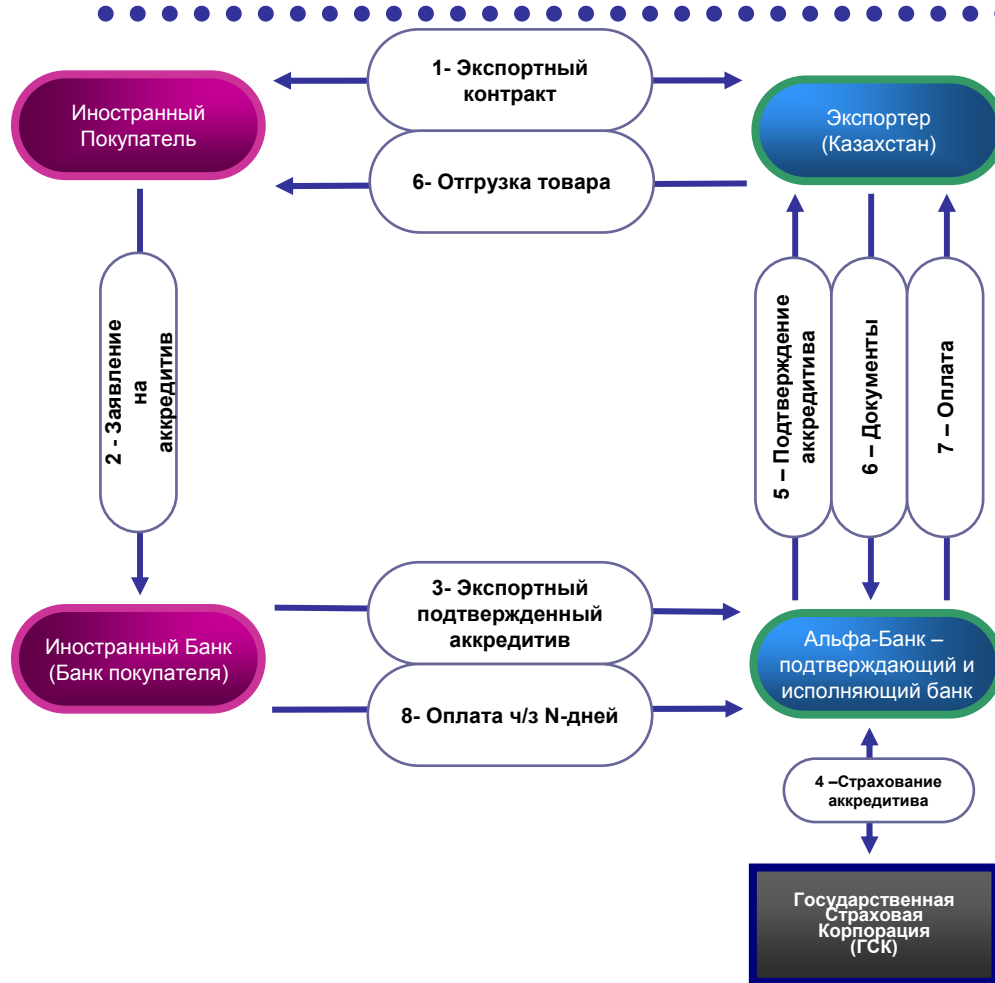 1- Экспортный
контракт
Иностранный
Покупатель
Экспортер
(Казахстан)
6- Отгрузка товара
2 - Заявление
на
аккредитив
5 – Подтверждение
аккредитива
6 – Документы
7 – Оплата
3- Экспортный
подтвержденный
аккредитив
Иностранный Банк
(Банк покупателя)
Альфа-Банк –
подтверждающий и
исполняющий банк
8- Оплата ч/з N-дней
4 –Страхование
аккредитива
Государственная
Страховая
Корпорация
(ГСК)